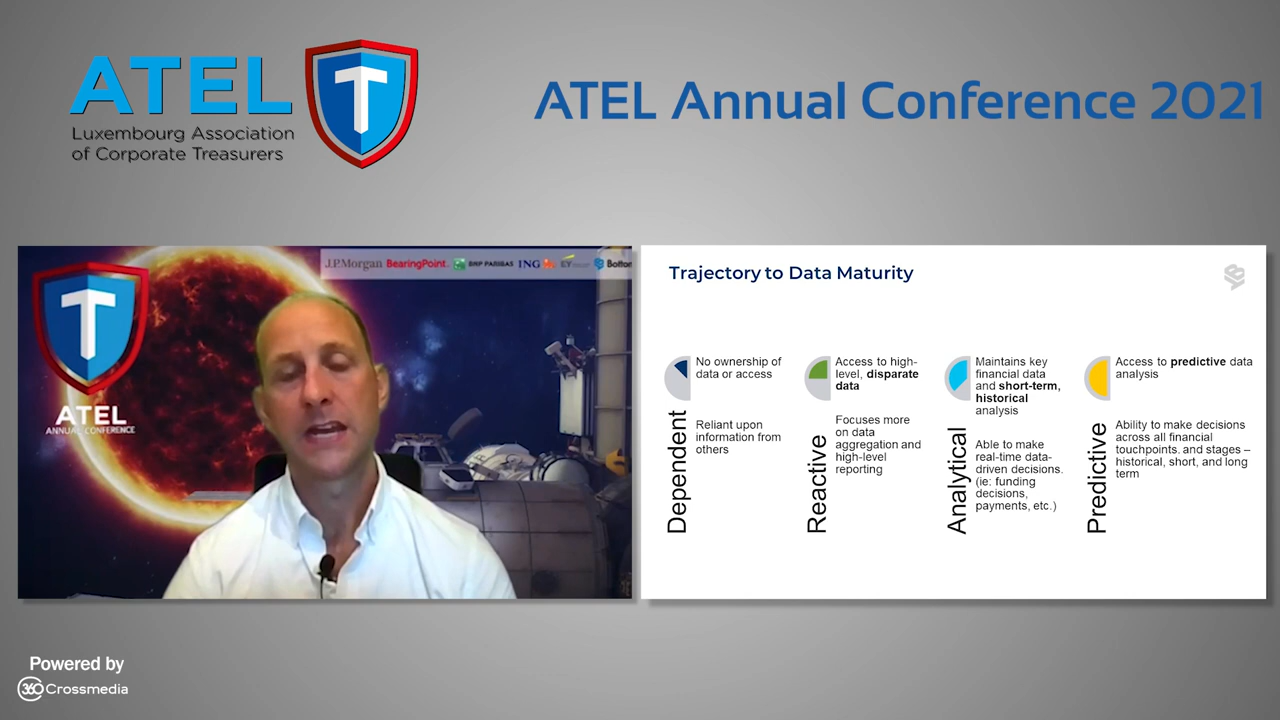 ATEL
Luxembourg Association
of Corporate Treasurers
T
ATEL Annual Conference 2021
J.P.Morgan BearingPoint. BNP PARIBAS ING EY Bottom
T
ATEL
ANNUAL CONFERENCE
Trajectory to Data Maturity
Dependent
No ownership of
data or access
Reliant upon
information from
others
Reactive
Access to high-
level, disparate
data
Focuses more
on data
aggregation and
high-level
reporting
Analytical
Maintains key
financial data
and short-term,
historical
analysis
Able to make
real-time data-
driven decisions.
(ie: funding
decisions,
payments, etc.)
Predictive
Access to predictive data
analysis
Ability to make decisions
across all financial
touchpoints. and stages –
historical, short, and long
term
Powered by
360 Crossmedia